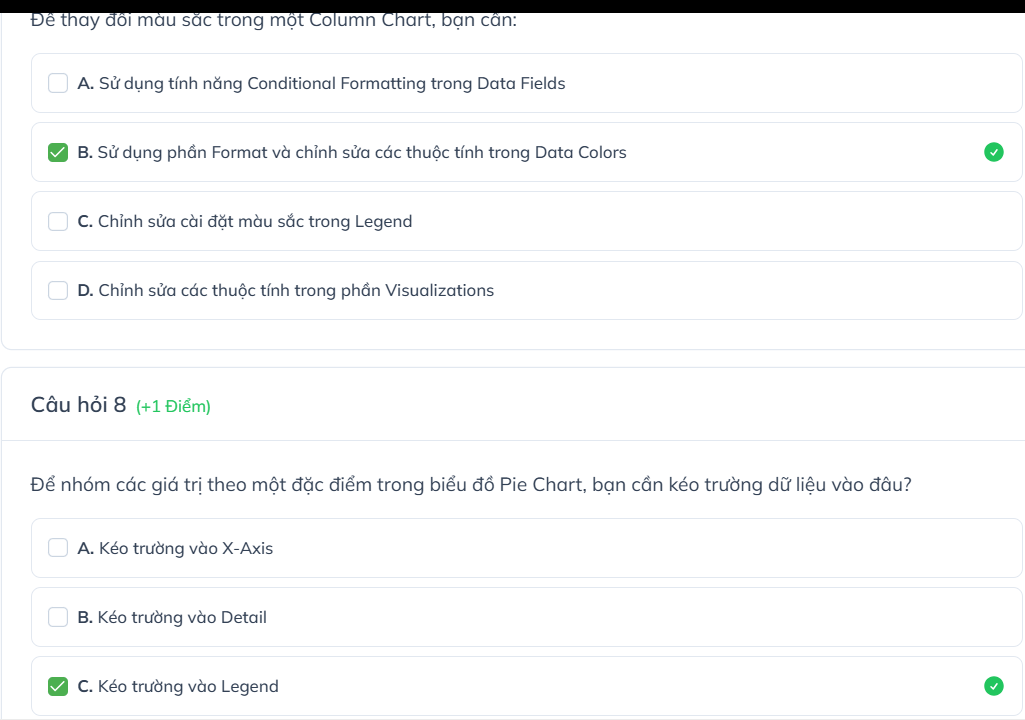 Để thay đổi màu sắc trong một Column Chart, bạn cần:
A. Sử dụng tính năng Conditional Formatting trong Data Fields
B. Sử dụng phần Format và chỉnh sửa các thuộc tính trong Data Colors
C. Chỉnh sửa cài đặt màu sắc trong Legend
D. Chỉnh sửa các thuộc tính trong phần Visualizations
Câu hỏi 8 (+1 Điểm)
Để nhóm các giá trị theo một đặc điểm trong biểu đồ Pie Chart, bạn cần kéo trường dữ liệu vào đâu?
A. Kéo trường vào X-Axis
B. Kéo trường vào Detail
C. Kéo trường vào Legend